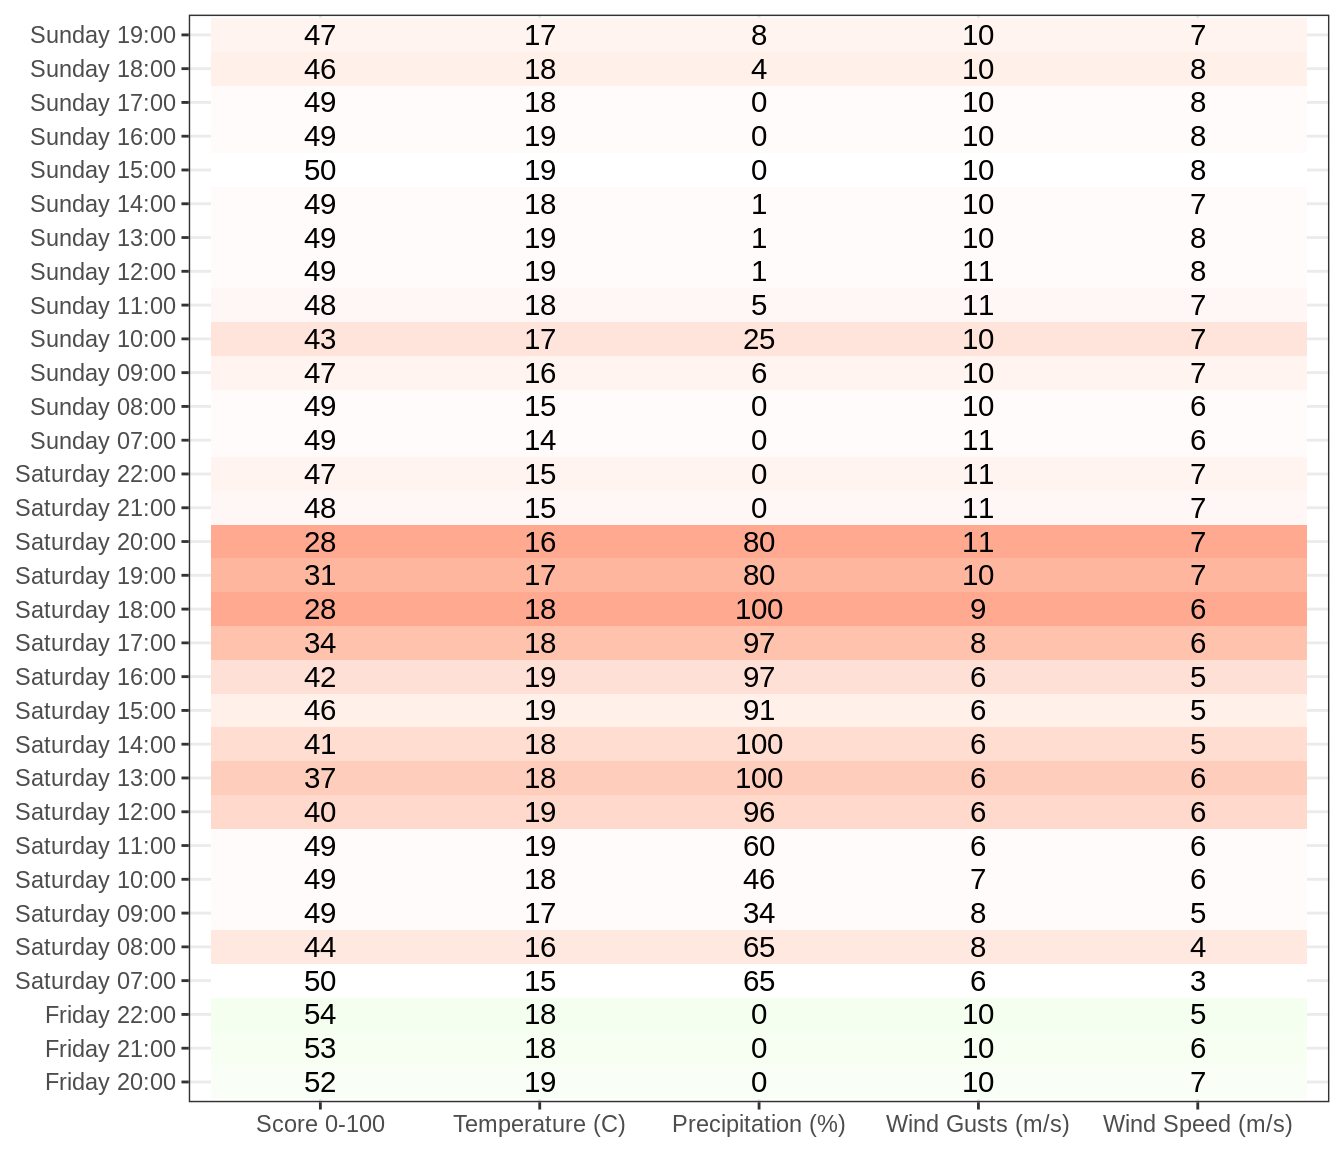 Sunday 19:00 47 17 8 10 7
Sunday 18:00 46 18 4 10 8
Sunday 17:00 49 18 0 10 8
Sunday 16:00 49 19 0 10 8
Sunday 15:00 50 19 0 10 8
Sunday 14:00 49 18 1 10 7
Sunday 13:00 49 19 1 10 8
Sunday 12:00 49 19 1 11 8
Sunday 11:00 48 18 5 11 7
Sunday 10:00 43 17 25 10 7
Sunday 09:00 47 16 6 10 7
Sunday 08:00 49 15 0 10 6
Sunday 07:00 49 14 0 11 6
Saturday 22:00 47 15 0 11 7
Saturday 21:00 48 15 0 11 7
Saturday 20:00 28 16 80 11 7
Saturday 19:00 31 17 80 10 7
Saturday 18:00 28 18 100 9 6
Saturday 17:00 34 18 97 8 6
Saturday 16:00 42 19 97 6 5
Saturday 15:00 46 19 91 6 5
Saturday 14:00 41 18 100 6 5
Saturday 13:00 37 18 100 6 6
Saturday 12:00 40 19 96 6 6
Saturday 11:00 49 19 60 6 6
Saturday 10:00 49 18 46 7 6
Saturday 09:00 49 17 34 8 5
Saturday 08:00 44 16 65 8 4
Saturday 07:00 50 15 65 6 3
Friday 22:00 54 18 0 10 5
Friday 21:00 53 18 0 10 6
Friday 20:00 52 19 0 10 7
Score 0-100 Temperature (C) Precipitation (%) Wind Gusts (m/s) Wind Speed (m/s)